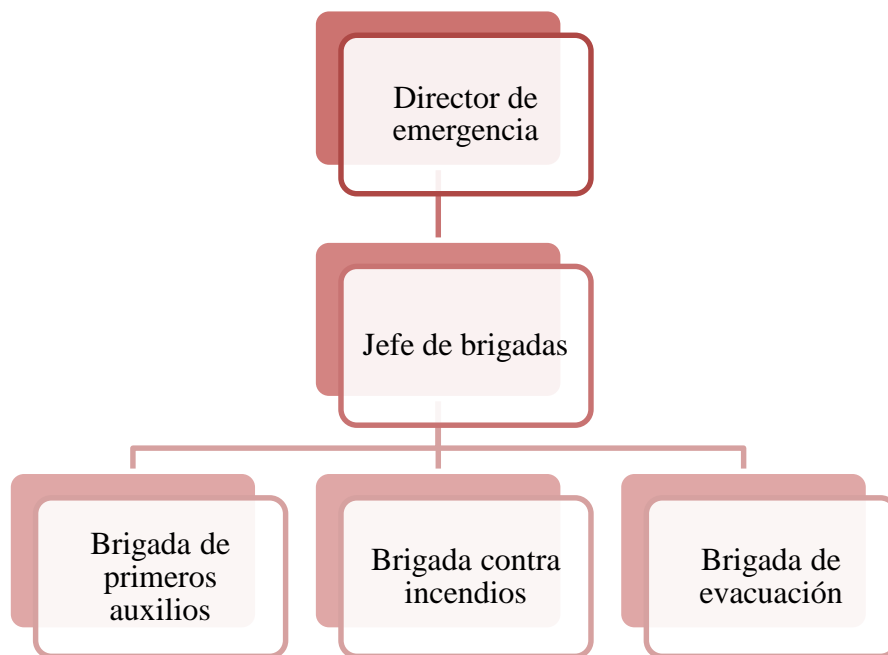 Director de
emergencia
Jefe de brigadas
Brigada de
primeros
auxilios
Brigada contra
incendios
Brigada de
evacuación